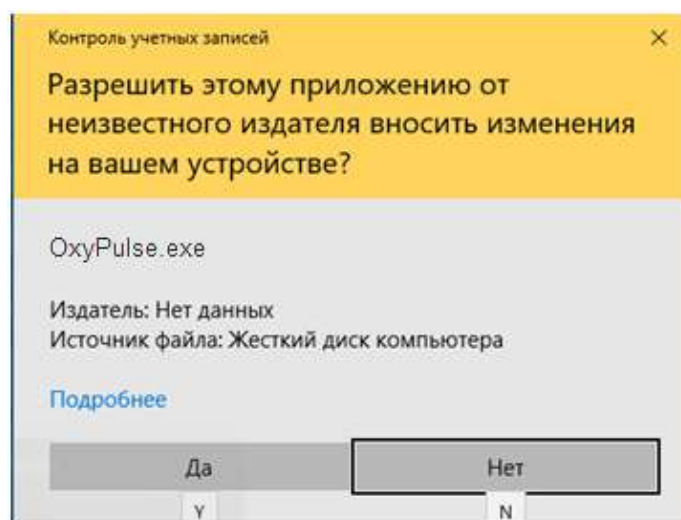 Контроль учетных записей
Разрешить этому приложению от
неизвестного издателя вносить изменения
на вашем устройстве?
OxyPulse.exe
Издатель: Нет данных
Источник файла: Жесткий диск компьютера
Подробнее
Да Нет
Y N